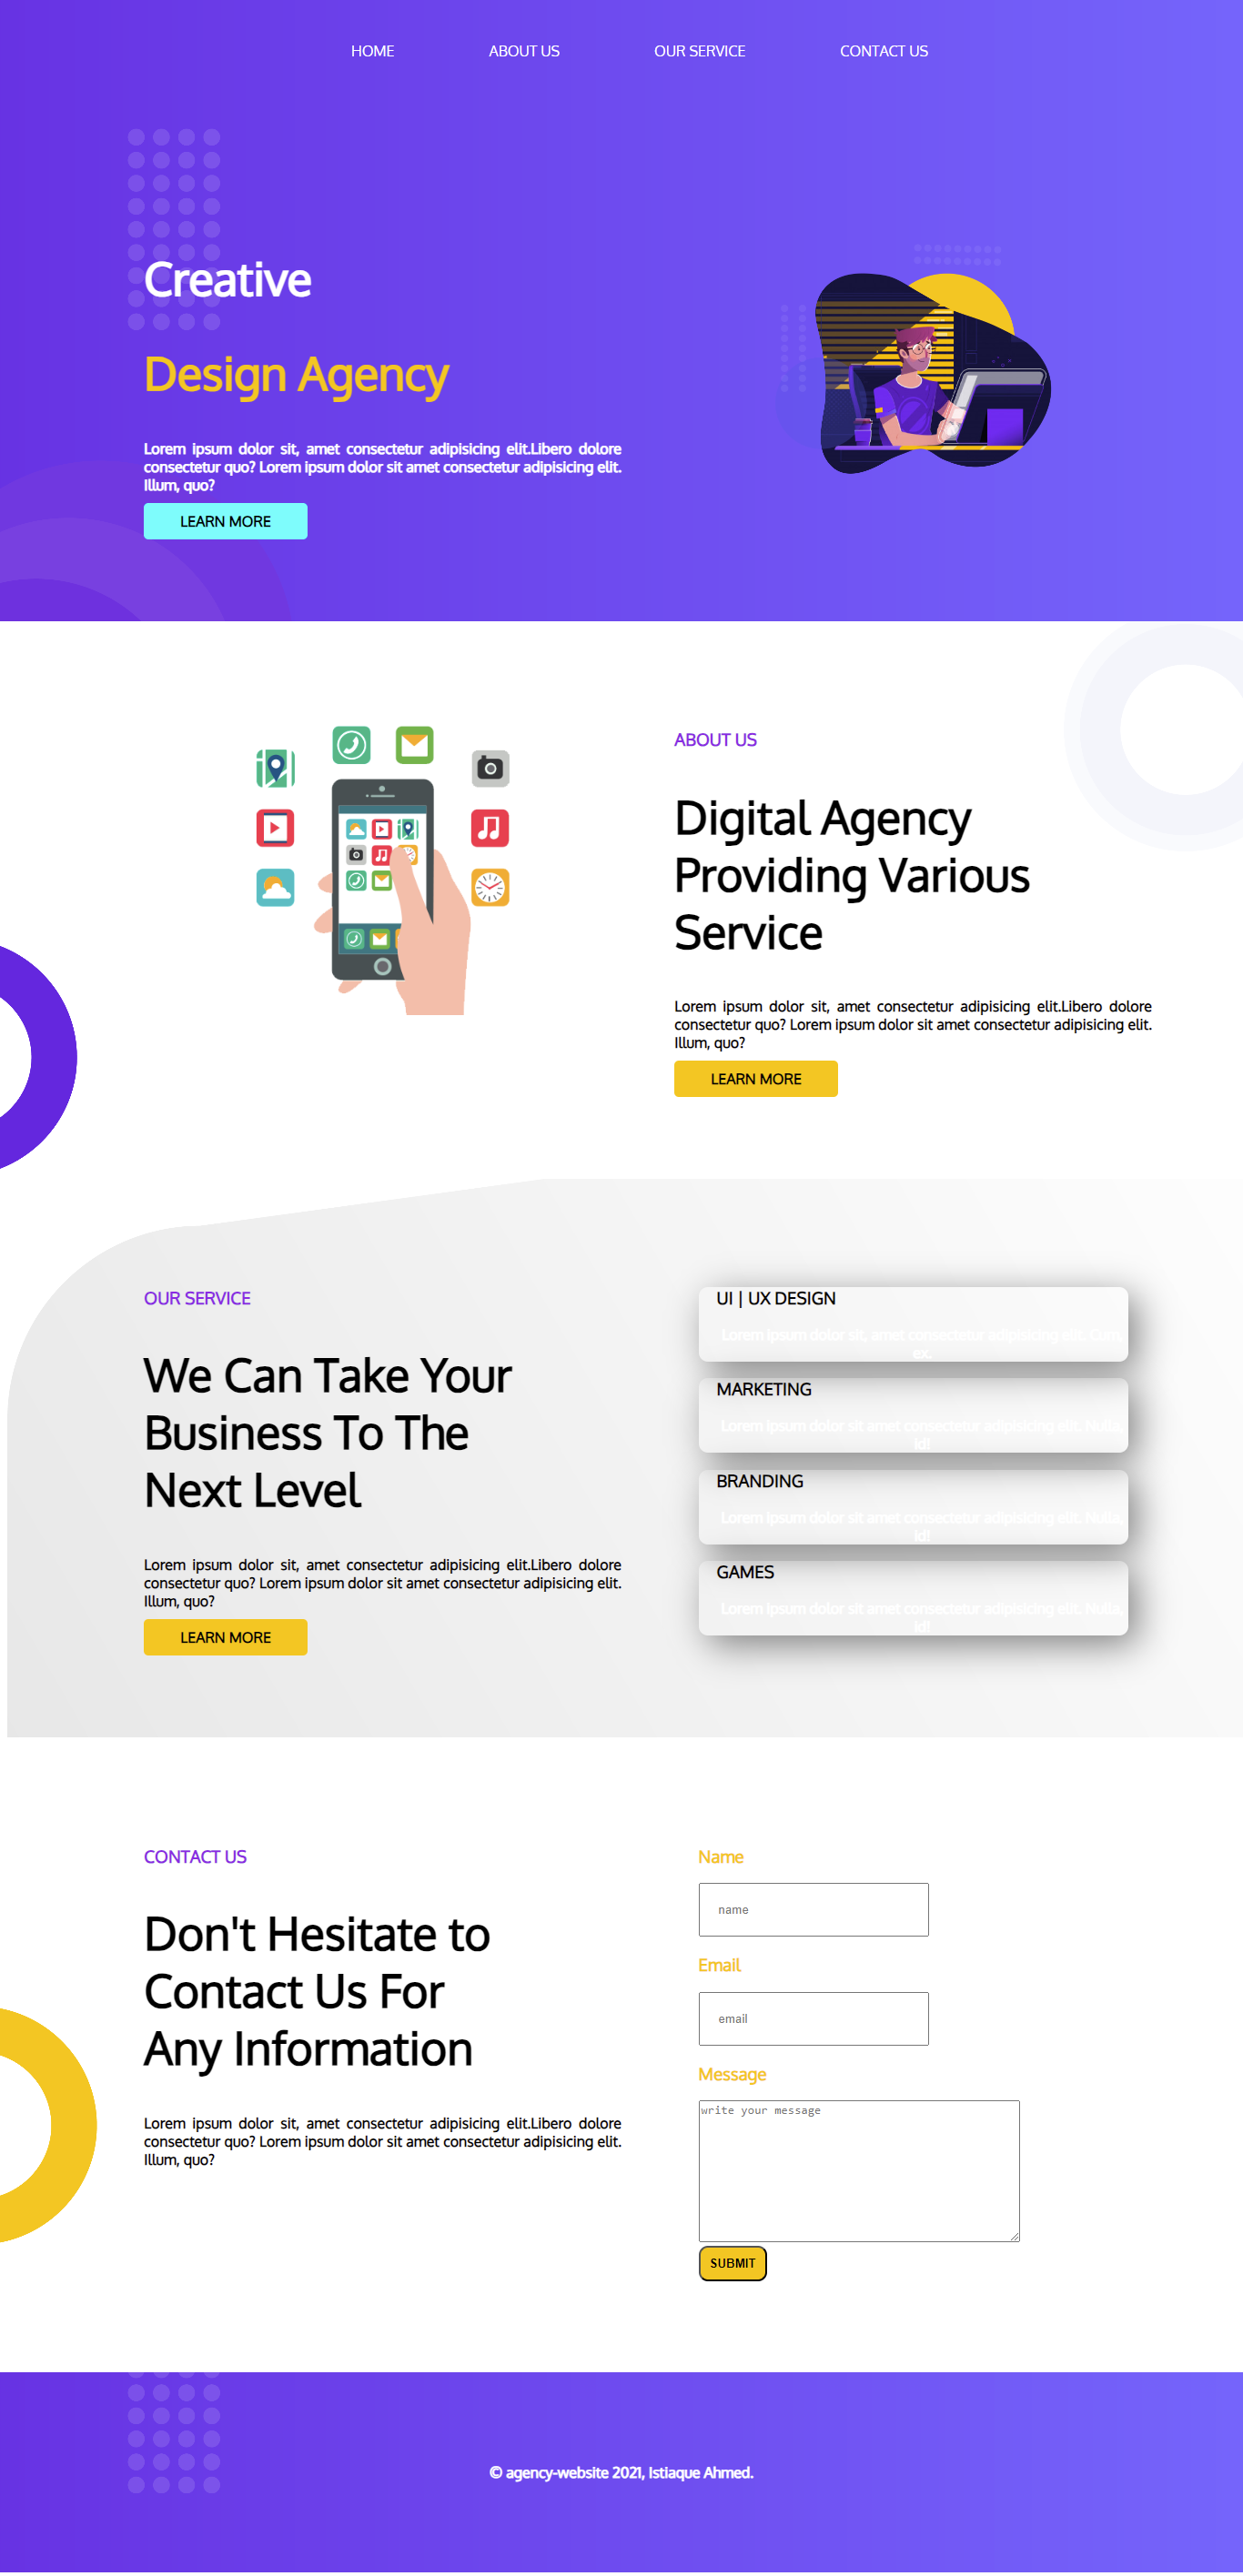 HOME ABOUT US OUR SERVICE CONTACT US
Creative
Design Agency
Lorem ipsum dolor sit, amet consectetur adipisicing elit.Libero dolore
consectetur quo? Lorem ipsum dolor sit amet consectetur adipisicing elit.
Illum, quo?
LEARN MORE
ABOUT US
Digital Agency
Providing Various
Service
Lorem ipsum dolor sit, amet consectetur adipisicing elit.Libero dolore
consectetur quo? Lorem ipsum dolor sit amet consectetur adipisicing elit.
Illum, quo?
LEARN MORE
OUR SERVICE
We Can Take Your
Business To The
Next Level
Lorem ipsum dolor sit, amet consectetur adipisicing elit.Libero dolore
consectetur quo? Lorem ipsum dolor sit amet consectetur adipisicing elit.
Illum, quo?
LEARN MORE
UI | UX DESIGN
Lorem ipsum dolor sit, amet consectetur adipisicing elit.
ex.
MARKETING
Lorem ipsum dolor sit amet consectetur adipisicing elit. Nulla,
id!
BRANDING
Lorem ipsum dolor sit amet consectetur adipisicing elit. Nulla,
id!
GAMES
Lorem ipsum dolor sit amet consectetur adipisicing elit. Nulla,
id!
CONTACT US
Don't Hesitate to
Contact Us For
Any Information
Lorem ipsum dolor sit, amet consectetur adipisicing elit.Libero dolore
consectetur quo? Lorem ipsum dolor sit amet consectetur adipisicing elit.
Illum, quo?
Name
name
Email
email
Message
write your message
SUBMIT
© agency-website 2021, Istiaque Ahmed.